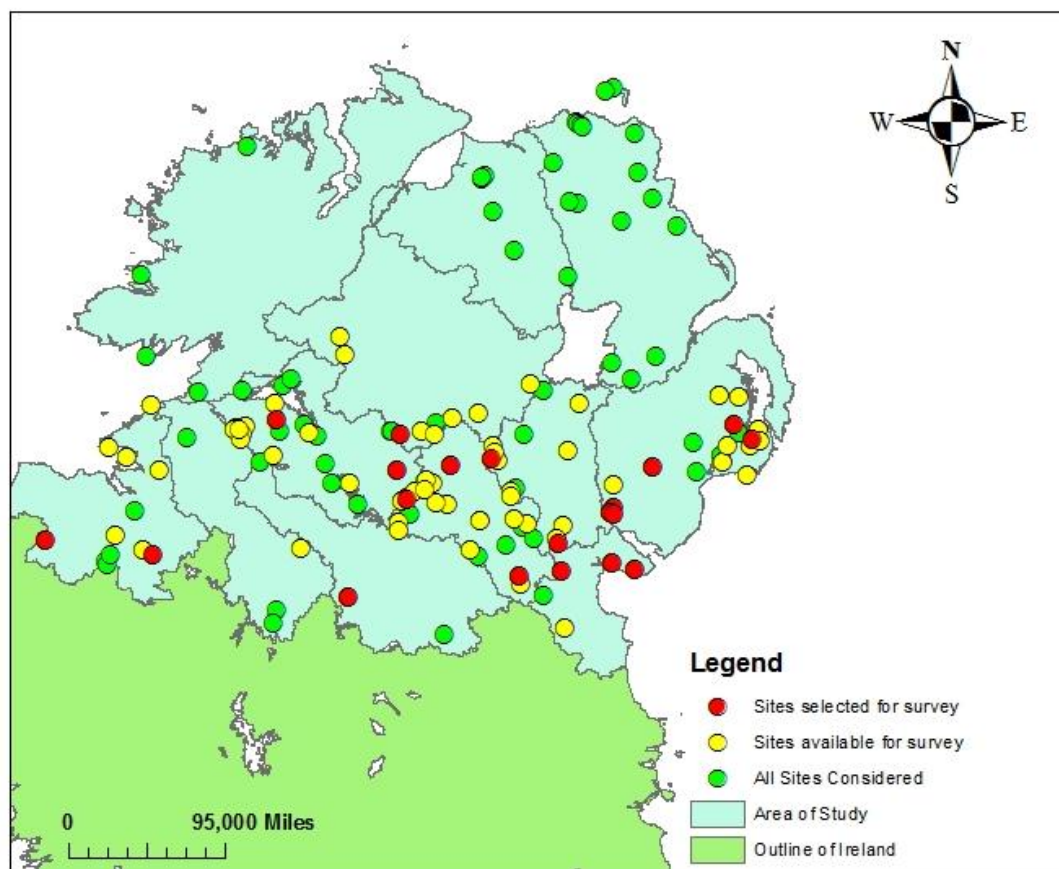 N
W E
S
Legend
Sites selected for survey
Sites available for survey
All Sites Considered
Area of Study
Outline of Ireland
0 95,000 Miles